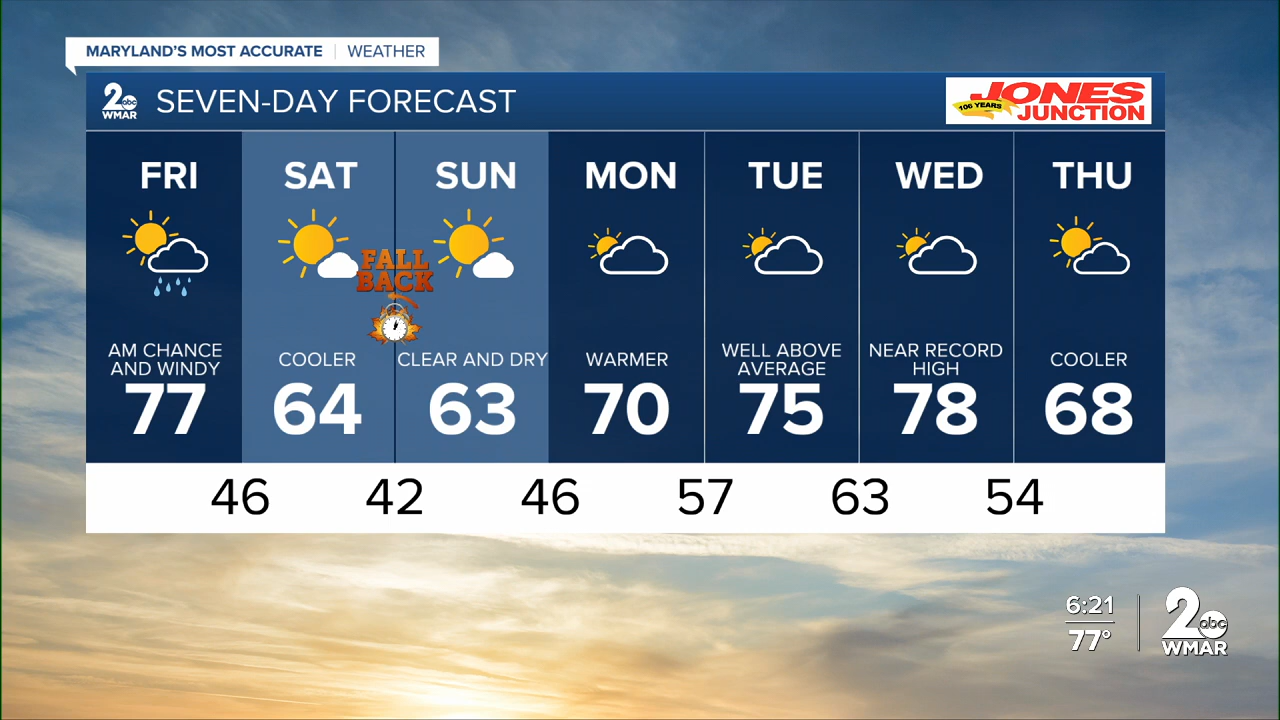 MARYLAND'S MOST ACCURATE | WEATHER
2 abc
WMAR
SEVEN-DAY FORECAST
JONES
106 YEARS
JUNCTION
FRI SAT SUN MON TUE WED THU
FALL
BACK
AM CHANCE
AND WINDY
COOLER
CLEAR AND DRY
WARMER
WELL ABOVE
AVERAGE
NEAR RECORD
HIGH
COOLER
77 64 63 70 75 78 68
46 42 46 57 63 54
6:21
77°
2 abc
WMAR